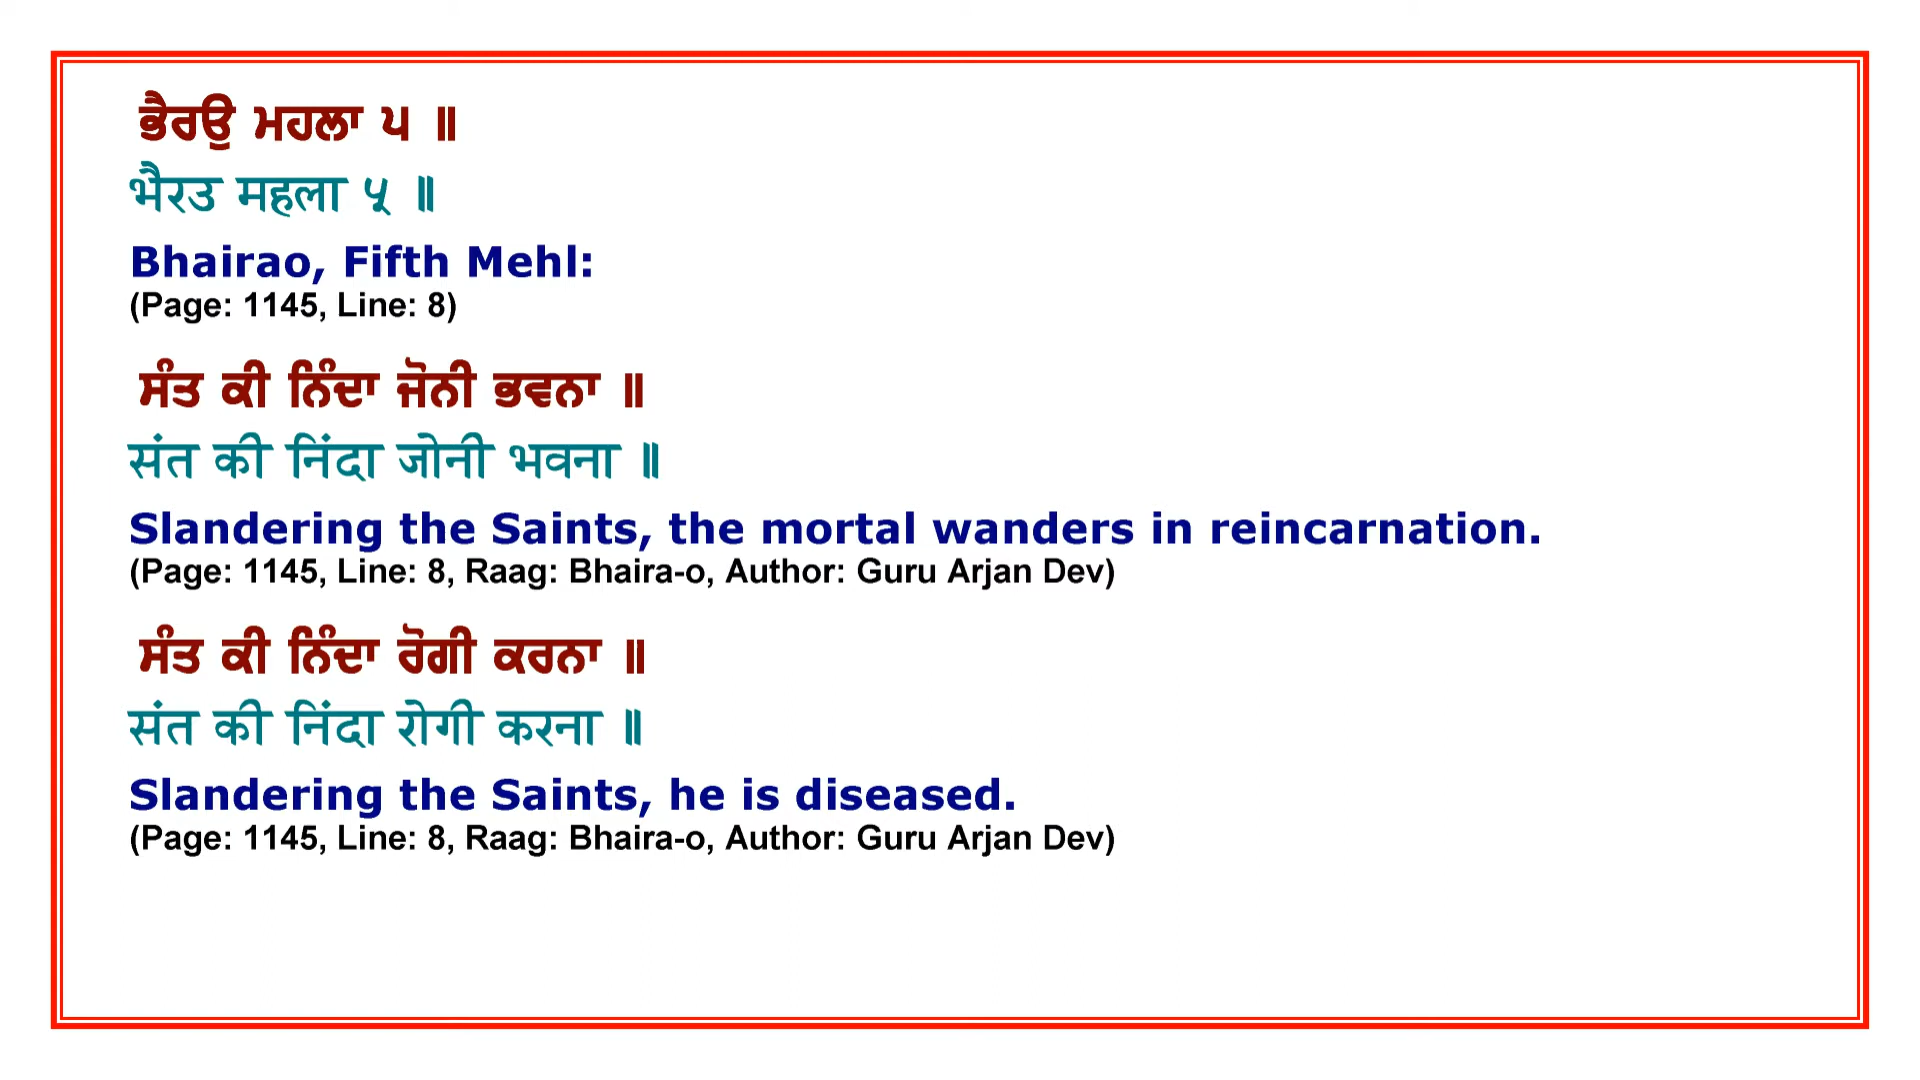 ਭੈਰਉ ਮਹਲਾ ੫ ॥
भैरउ महला ५ ॥
Bhairao, Fifth Mehl:
(Page: 1145, Line: 8)
ਸੰਤ ਕੀ ਨਿੰਦਾ ਜੋਨੀ ਭਵਨਾ ॥
संत की निंदा जोनी भवना ॥
Slandering the Saints, the mortal wanders in reincarnation.
(Page: 1145, Line: 8, Raag: Bhaira-o, Author: Guru Arjan Dev)
ਸੰਤ ਕੀ ਨਿੰਦਾ ਰੋਗੀ ਕਰਨਾ ॥
संत की निंदा रोगी करना ॥
Slandering the Saints, he is diseased.
(Page: 1145, Line: 8, Raag: Bhaira-o, Author: Guru Arjan Dev)